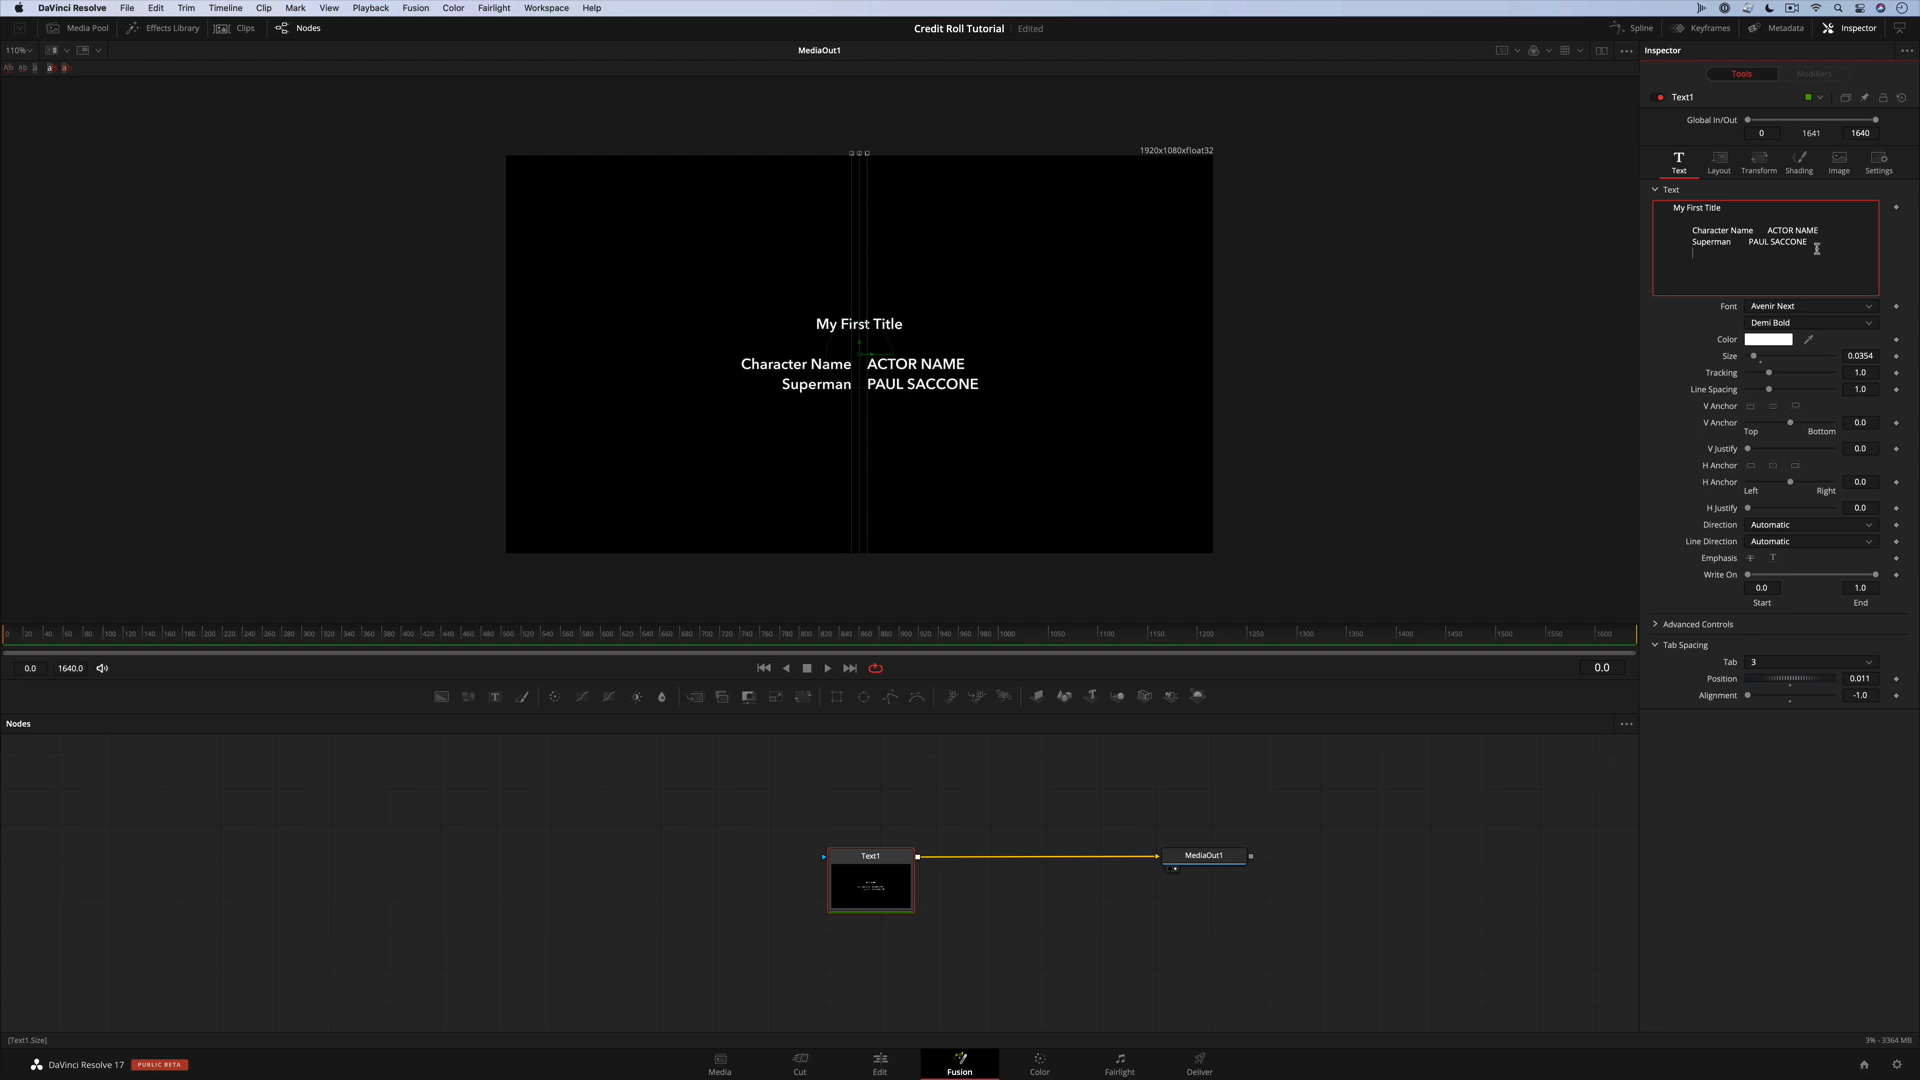 DaVinci Resolve File Edit Trim Timeline Clip Mark View Playback Fusion Color Fairlight Workspace Help
Media Pool Effects Library Clips Nodes Credit Roll Tutorial Edited Spline Keyframes Metadata Inspector
110% MediaOut1 Inspector
Tools Modifiers
Text1
Global In/Out
0 1641 1640
1920x1080xfloat32
Text Layout Transform Shading Image Settings
Text
My First Title
Character Name ACTOR NAME
Superman PAUL SACCONE
Font Avenir Next
Demi Bold
Color
Size 0.0354
Tracking 1.0
Line Spacing 1.0
V Anchor
V Anchor 0.0
Top Bottom
V Justify 0.0
H Anchor
H Anchor 0.0
Left Right
H Justify 0.0
Direction Automatic
Line Direction Automatic
Emphasis
Write On
0.0 1.0
Start End
Advanced Controls
Tab Spacing
Tab 3
Position 0.011
Alignment -1.0
My First Title
Character Name ACTOR NAME
Superman PAUL SACCONE
0 20 40 60 80 100 120 140 160 180 200 220 240 260 280 300 320 340 360 380 400 420 440 460 480 500 520 540 560 580 600 620 640 660 680 700 720 740 760 780 800 820 840 860 880 900 920 940 960 980 1000 1050 1100 1150 1200 1250 1300 1350 1400 1450 1500 1550 1600
0.0 1640.0 0.0
Nodes
Text1 MediaOut1
[Text1.Size] 3% - 3364 MB
DaVinci Resolve 17 PUBLIC BETA Media Cut Edit Fusion Color Fairlight Deliver